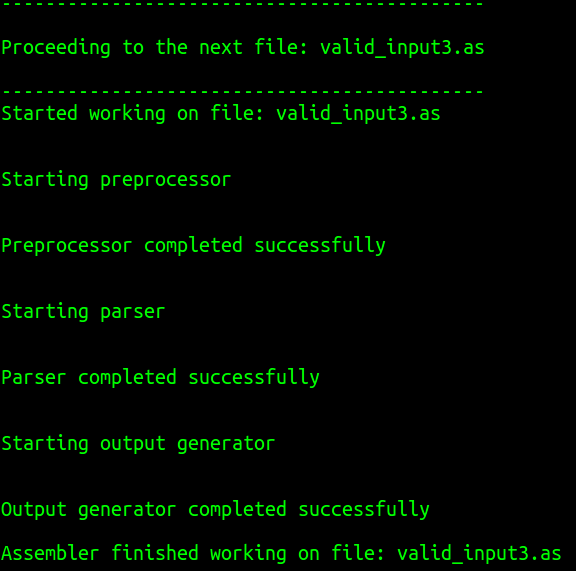 --------------------------------------------
Proceeding to the next file: valid_input3.as
--------------------------------------------
Started working on file: valid_input3.as
Starting preprocessor
Preprocessor completed successfully
Starting parser
Parser completed successfully
Starting output generator
Output generator completed successfully
Assembler finished working on file: valid_input3.as